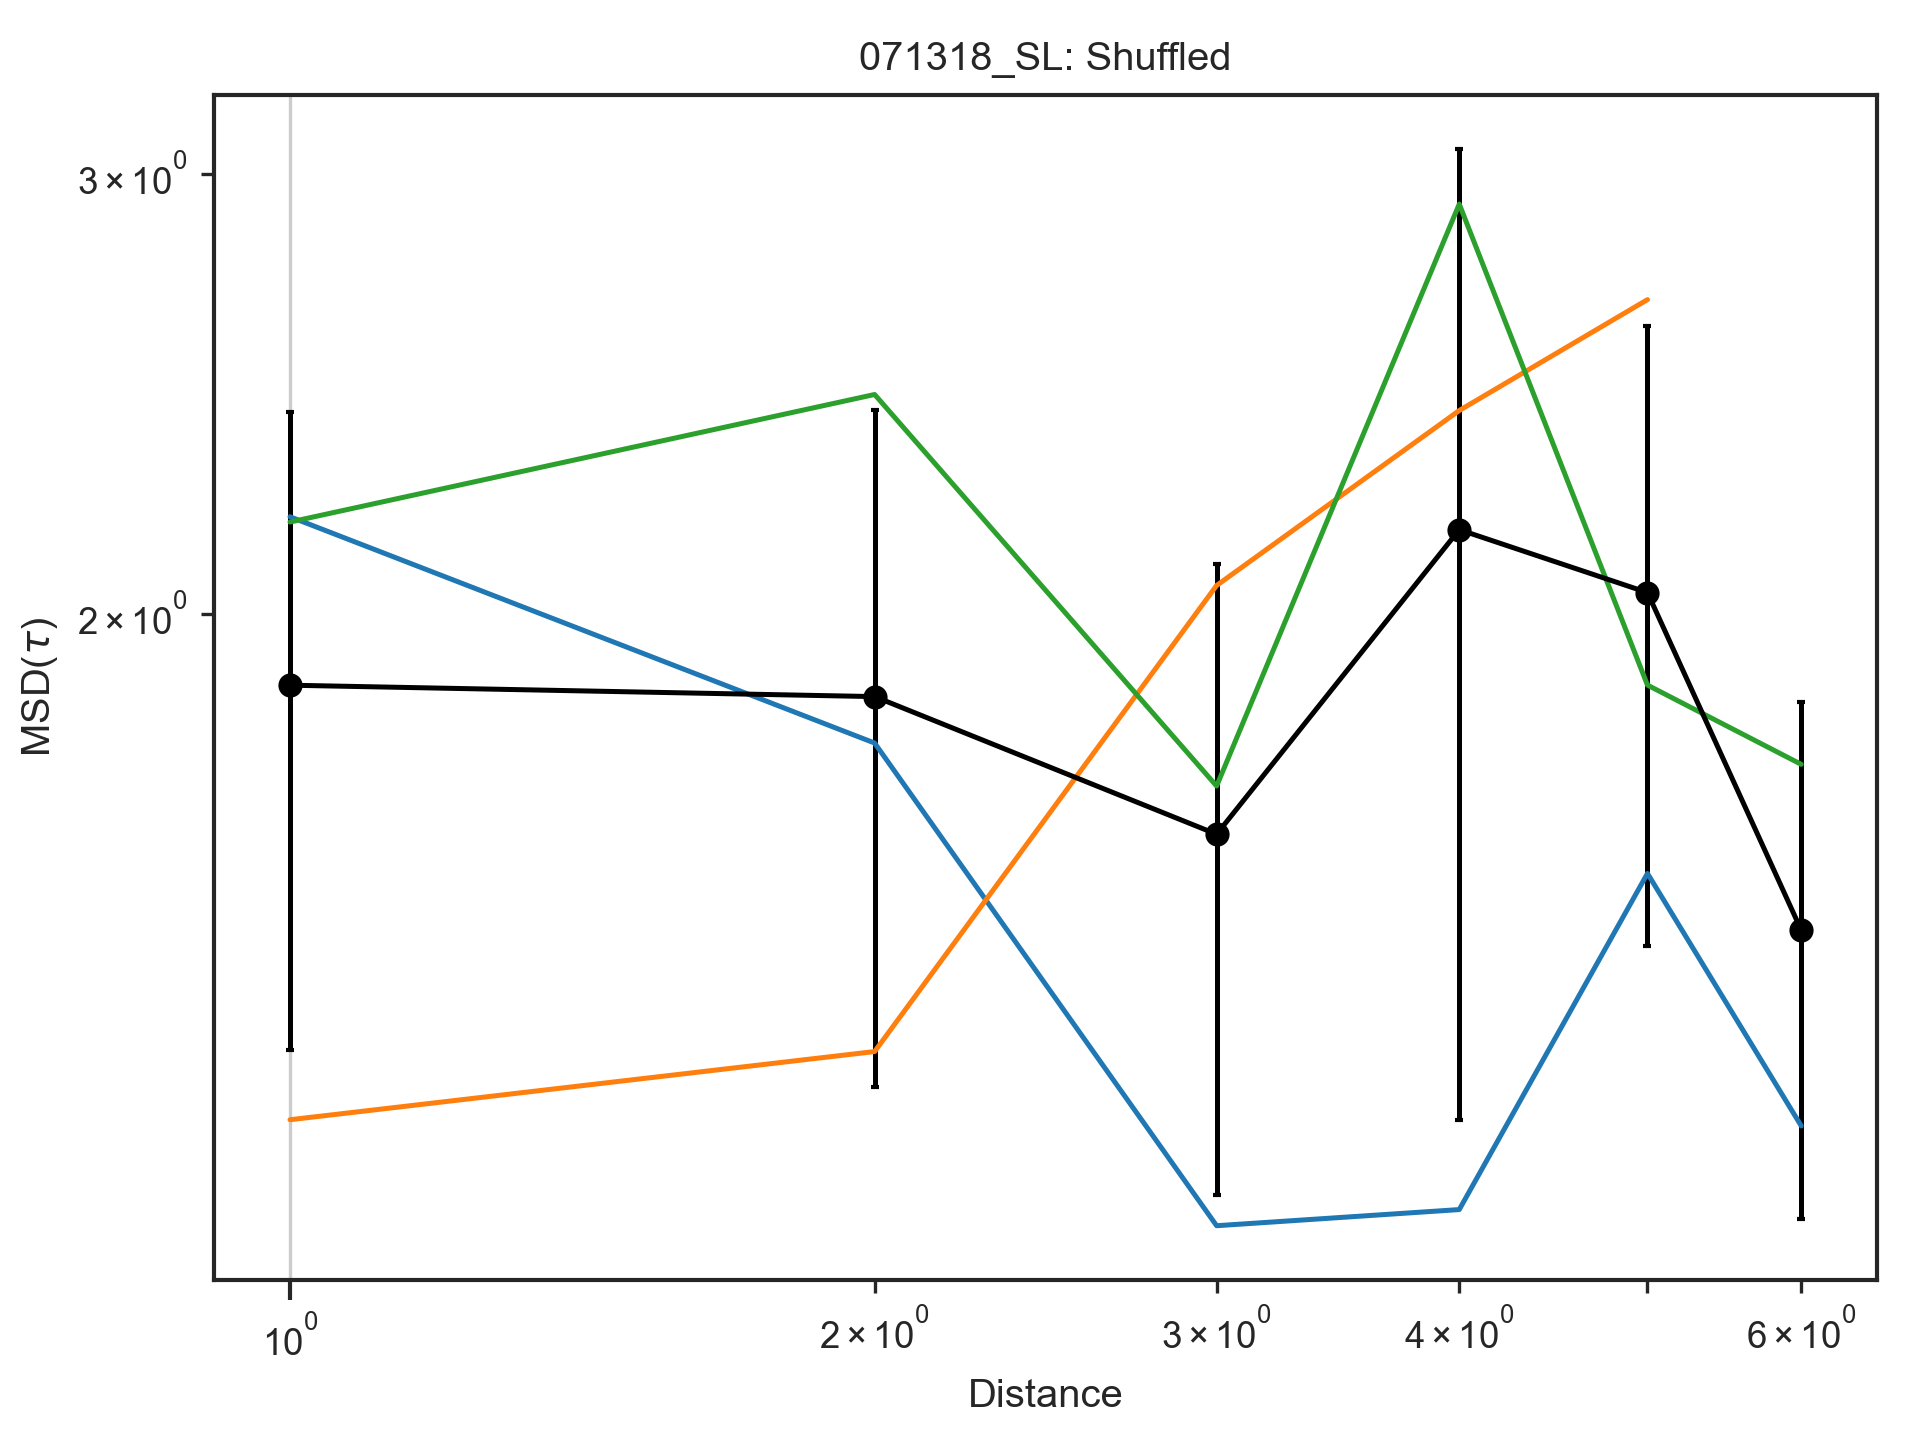 071318_SL: Shuffled
3 × 10⁰
2 × 10⁰
MSD(τ)
10⁰
2 × 10⁰
3 × 10⁰
4 × 10⁰
6 × 10⁰
Distance